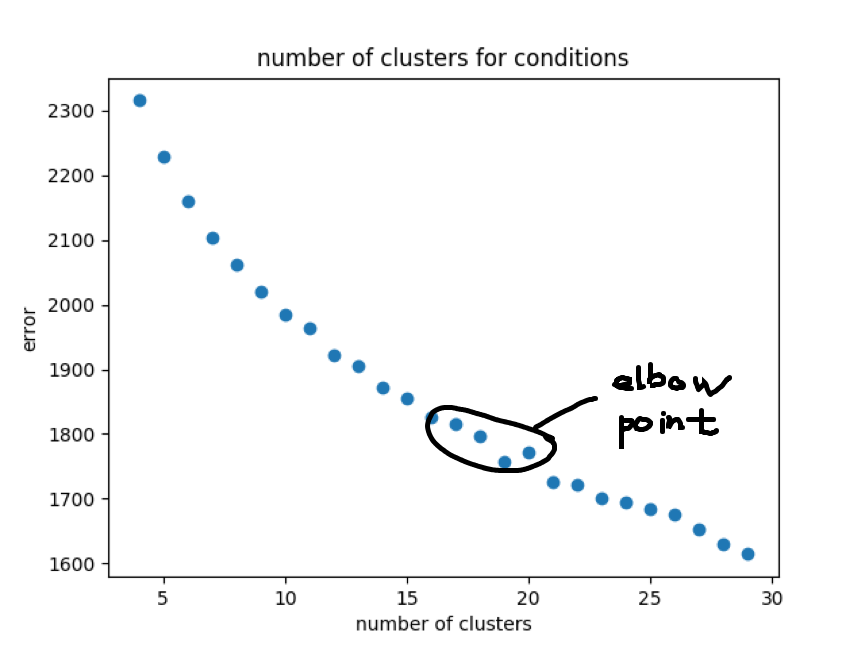 number of clusters for conditions
2300
2200
2100
2000
1900
1800
1700
1600
error
elbow
point
5 10 15 20 25 30
number of clusters